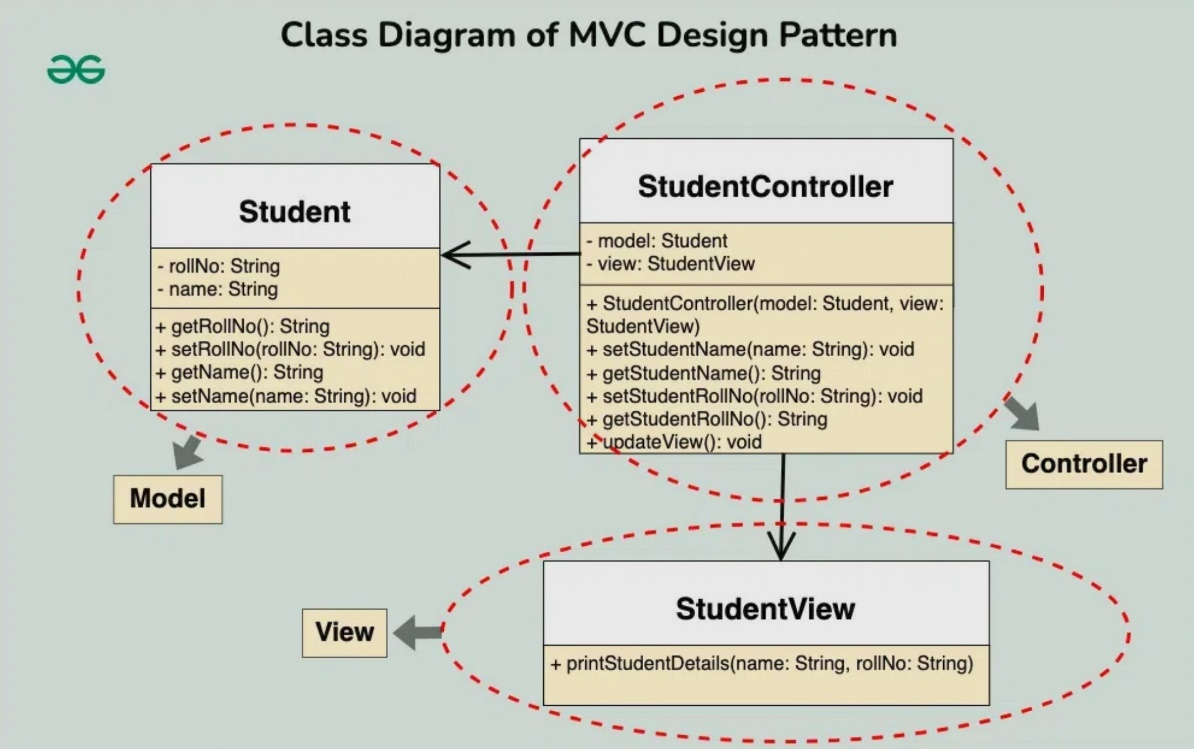 Class Diagram of MVC Design Pattern
Student
- rollNo: String
- name: String
+ getRollNo(): String
+ setRollNo(rollNo: String): void
+ getName(): String
+ setName(name: String): void
Model
StudentController
- model: Student
- view: StudentView
+ StudentController(model: Student, view:
StudentView)
+ setStudentName(name: String): void
+ getStudentName(): String
+ setStudentRollNo(rollNo: String): void
+ getStudentRollNo(): String
+ updateView(): void
Controller
StudentView
+ printStudentDetails(name: String, rollNo: String)
View